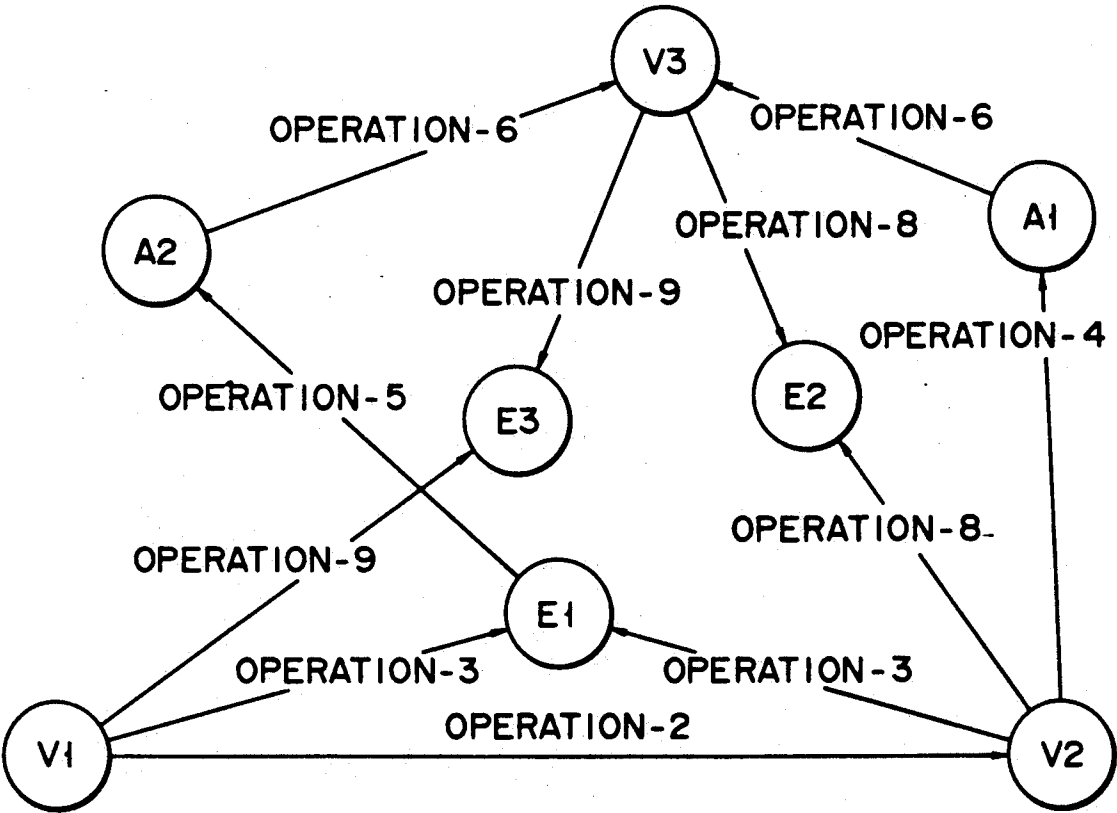 V3
OPERATION-6
OPERATION-6
A2
A1
OPERATION-8
OPERATION-9
OPERATION-4
OPERATION-5
E3
E2
OPERATION-9
OPERATION-8
E1
OPERATION-3
OPERATION-3
OPERATION-2
V1
V2